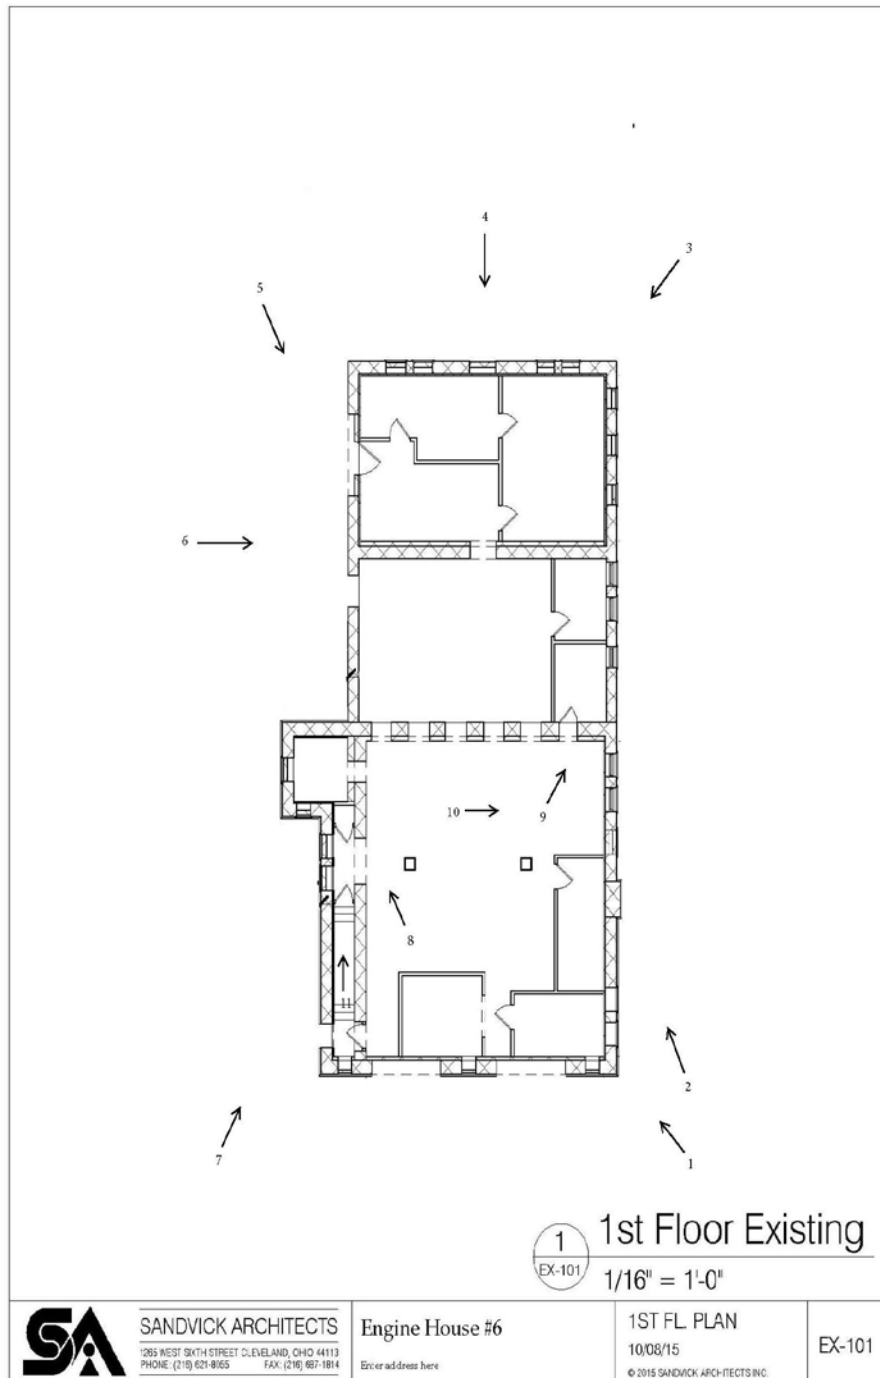 4
3
5
6
10
9
8
11
2
7
1
1
EX-101
1st Floor Existing
1/16" = 1'-0"
SA
SANDVICK ARCHITECTS
1265 WEST SIXTH STREET CLEVELAND, OHIO 44113
PHONE: (216) 621-8055 FAX: (216) 687-1814
Engine House #6
Enter address here
1ST FL. PLAN
10/08/15
© 2015 SANDVICK ARCHITECTS INC.
EX-101